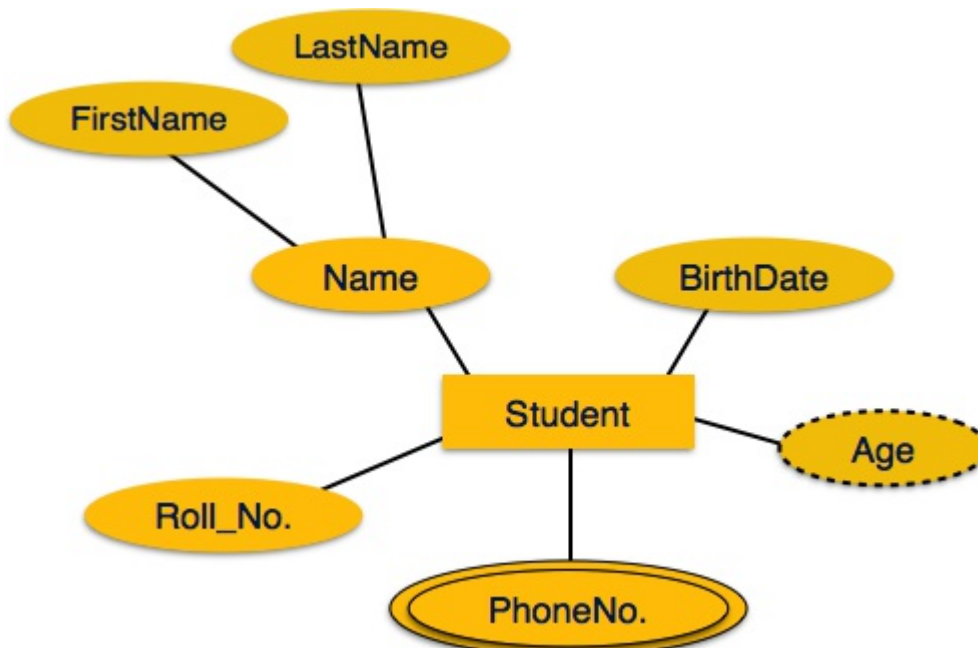 LastName
FirstName
Name
BirthDate
Student
Age
Roll_No.
PhoneNo.